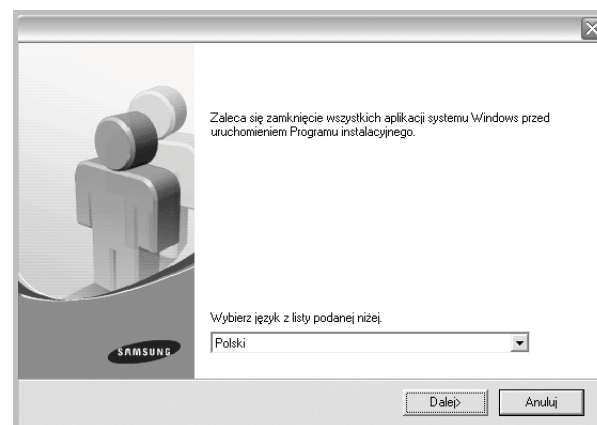 Zaleca się zamknięcie wszystkich aplikacji systemu Windows przed
uruchomieniem Programu instalacyjnego.
Wybierz język z listy podanej niżej.
Polski
SAMSUNG
Dalej>
Anuluj